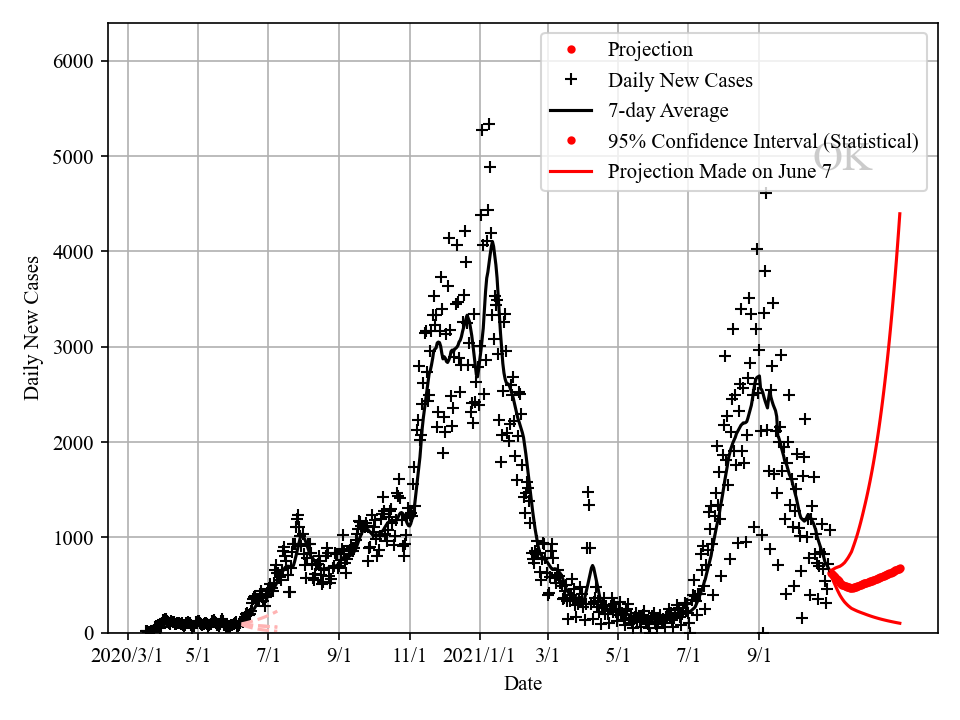 6000
5000
4000
3000
2000
1000
0
Daily New Cases
Projection
Daily New Cases
7-day Average
95% Confidence Interval (Statistical)
Projection Made on June 7
OK
2020/3/1 5/1 7/1 9/1 11/1 2021/1/1 3/1 5/1 7/1 9/1
Date